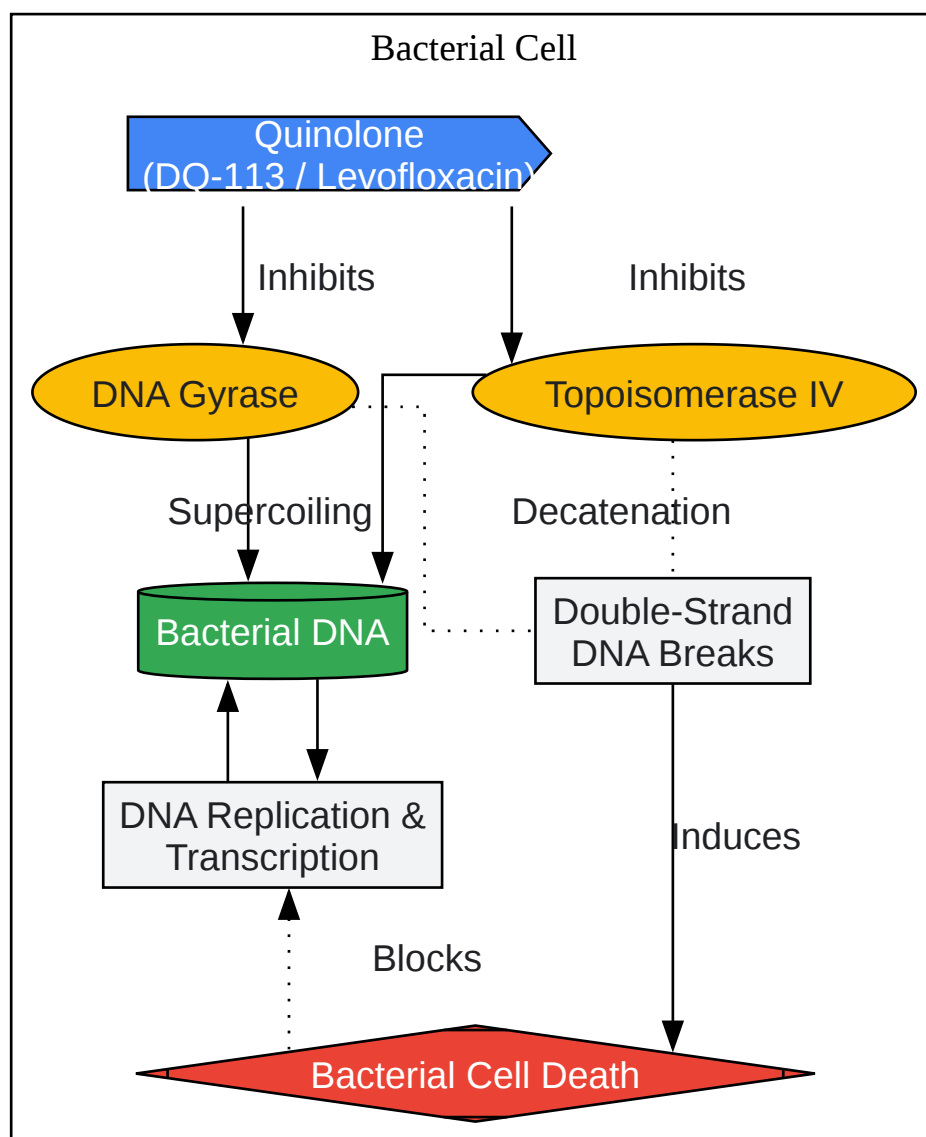 Bacterial Cell
Quinolone
(DQ-113 / Levofloxacin)
Inhibits
Inhibits
DNA Gyrase
Topoisomerase IV
Supercoiling
Decatenation
Bacterial DNA
Double-Strand
DNA Breaks
DNA Replication &
Transcription
Induces
Blocks
Bacterial Cell Death